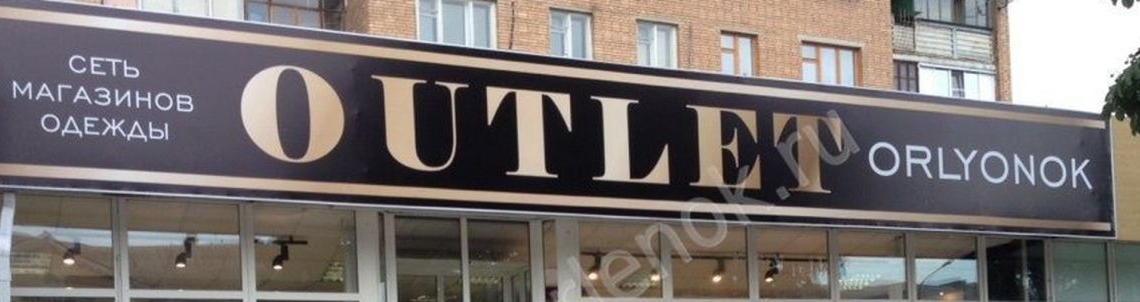 СЕТЬ
МАГАЗИНОВ
ОДЕЖДЫ
OUTLET
ORLYONOK